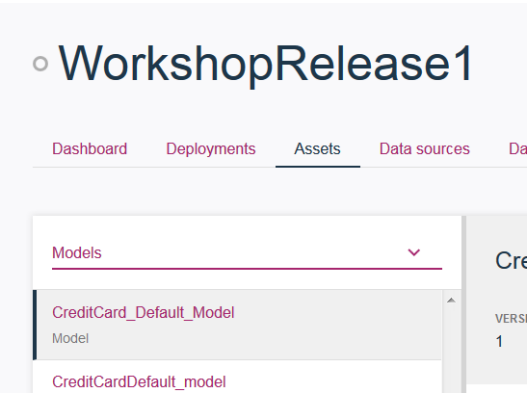 WorkshopRelease1
Dashboard Deployments Assets Data sources
Models
CreditCard_Default_Model
Model
CreditCardDefault_model
1